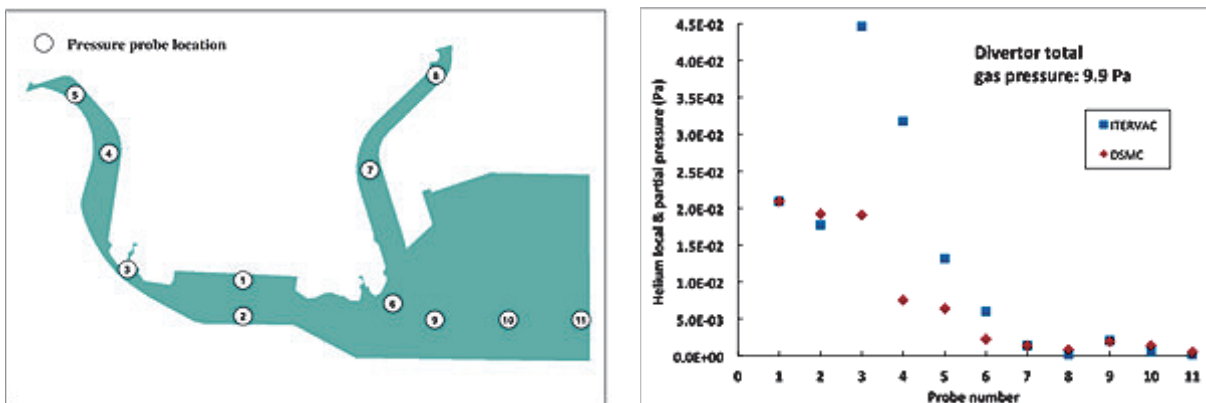 Pressure probe location
5
8
4
7
3
1
6
2
9
10
11
4.5E-02
4.0E-02
3.5E-02
3.0E-02
2.5E-02
2.0E-02
1.5E-02
1.0E-02
5.0E-03
0.0E+00
Helium local & partial pressure (Pa)
Divertor total
gas pressure: 9.9 Pa
ITERVAC
DSMC
0 1 2 3 4 5 6 7 8 9 10 11
Probe number